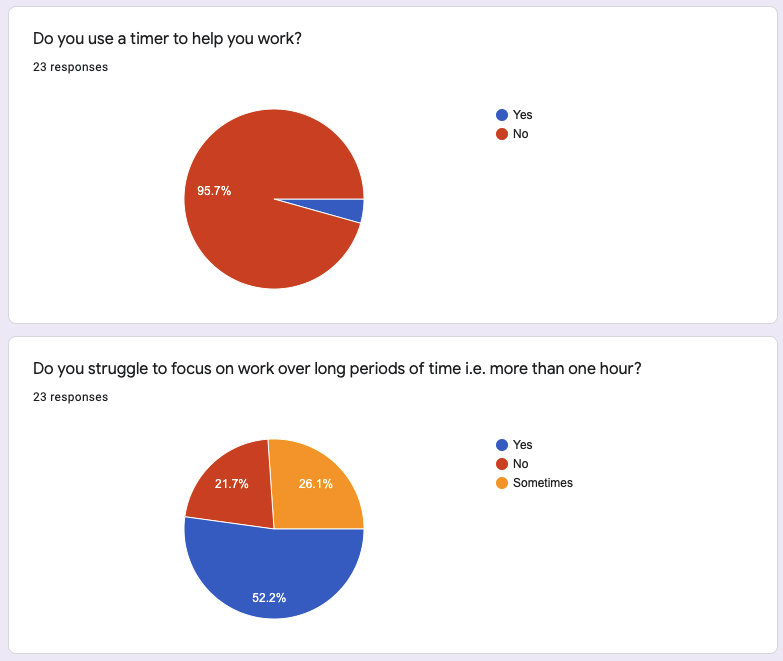 Do you use a timer to help you work?
23 responses
Yes
No
95.7%
Do you struggle to focus on work over long periods of time i.e. more than one hour?
23 responses
Yes
No
Sometimes
21.7%
26.1%
52.2%